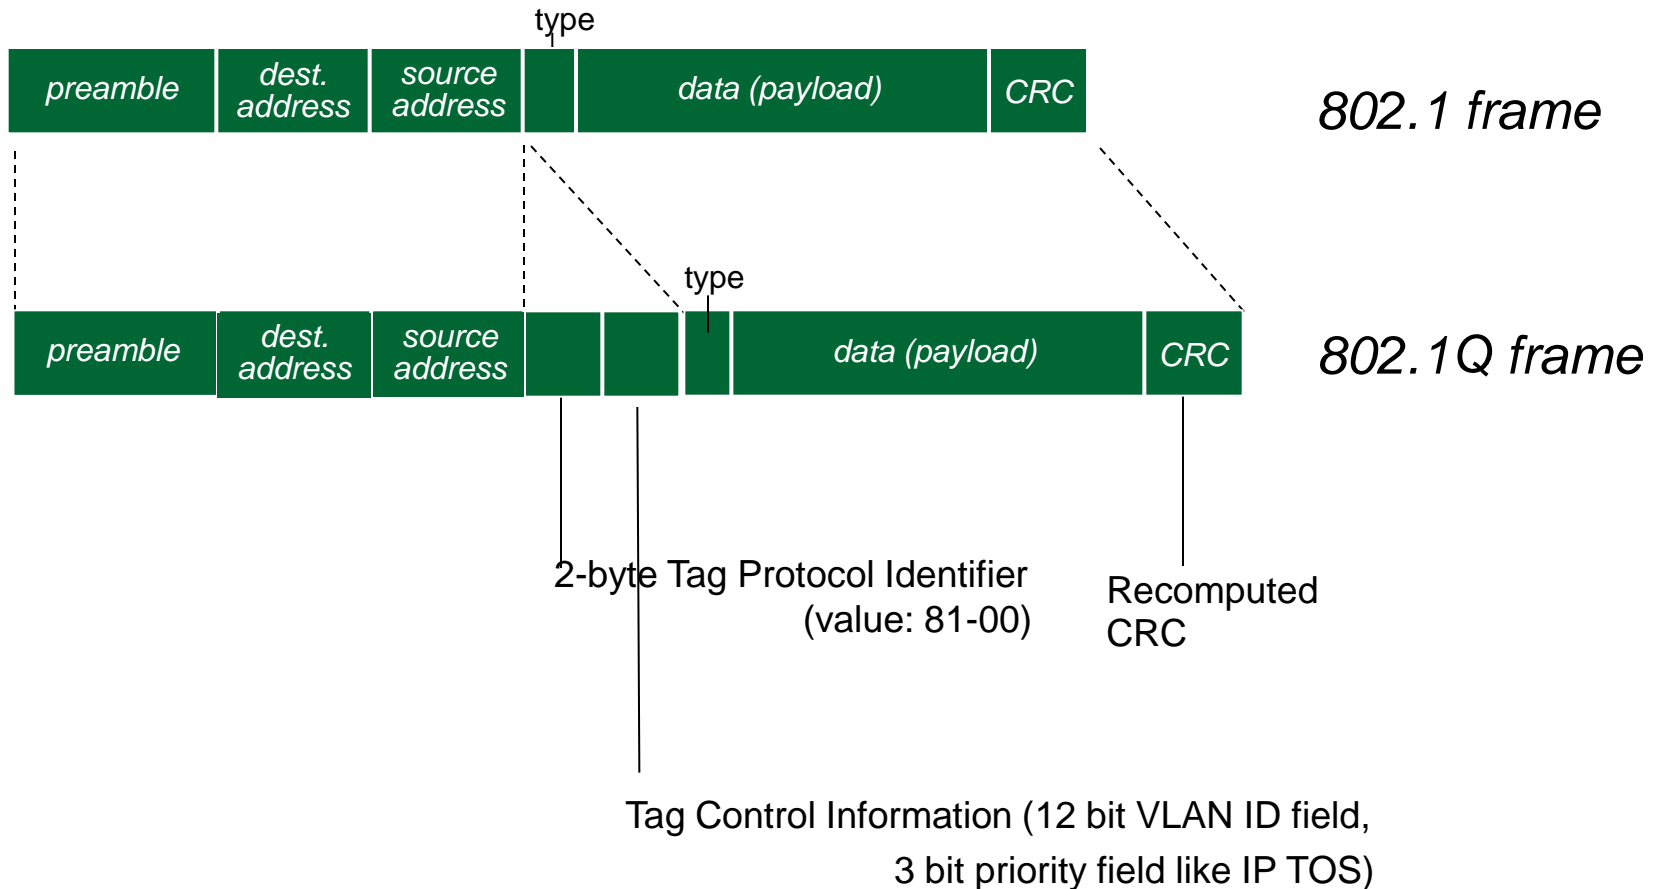 type
preamble
dest.
address
source
address
data (payload)
CRC
802.1 frame
type
preamble
dest.
address
source
address
data (payload)
CRC
802.1Q frame
2-byte Tag Protocol Identifier
(value: 81-00)
Recomputed
CRC
Tag Control Information (12 bit VLAN ID field,
3 bit priority field like IP TOS)